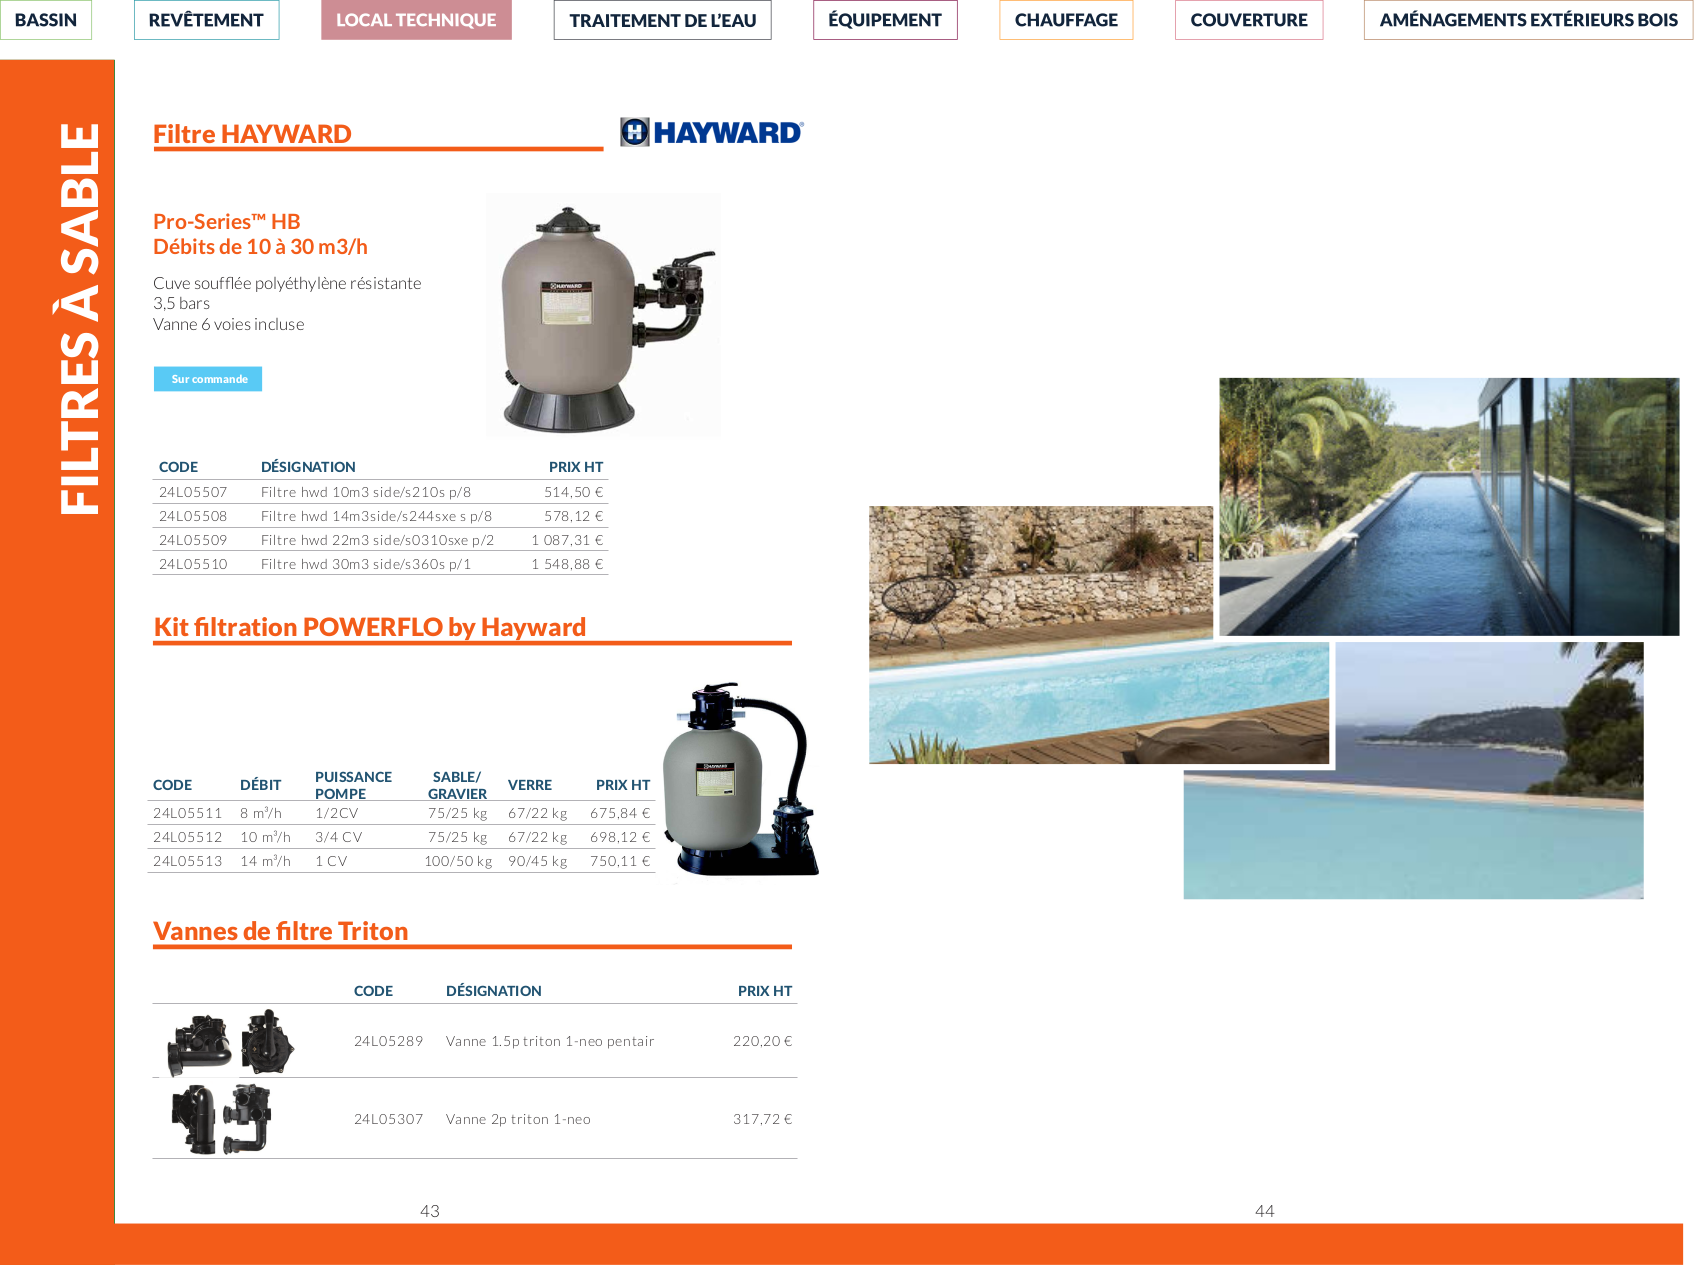 BASSIN
REVÊTEMENT
LOCAL TECHNIQUE
TRAITEMENT DE L'EAU
ÉQUIPEMENT
CHAUFFAGE
COUVERTURE
AMÉNAGEMENTS EXTÉRIEURS BOIS
FILTRES À SABLE
Filtre HAYWARD
HAYWARD®
Pro-Series™ HB
Débits de 10 à 30 m3/h
Cuve soufflée polyéthylène résistante
3,5 bars
Vanne 6 voies incluse
Sur commande
HAYWARD
CODE DÉSIGNATION PRIX HT
24L05507 Filtre hwd 10m3 side/s210s p/8 514,50 €
24L05508 Filtre hwd 14m3side/s244sxe s p/8 578,12 €
24L05509 Filtre hwd 22m3 side/s0310sxe p/2 1 087,31 €
24L05510 Filtre hwd 30m3 side/s360s p/1 1 548,88 €
Kit filtration POWERFLO by Hayward
HAYWARD
CODE DÉBIT PUISSANCE POMPE SABLE/ GRAVIER VERRE PRIX HT
24L05511 8 m³/h 1/2CV 75/25 kg 67/22 kg 675,84 €
24L05512 10 m³/h 3/4 CV 75/25 kg 67/22 kg 698,12 €
24L05513 14 m³/h 1 CV 100/50 kg 90/45 kg 750,11 €
Vannes de filtre Triton
CODE DÉSIGNATION PRIX HT
24L05289 Vanne 1.5p triton 1-neo pentair 220,20 €
24L05307 Vanne 2p triton 1-neo 317,72 €
43
44